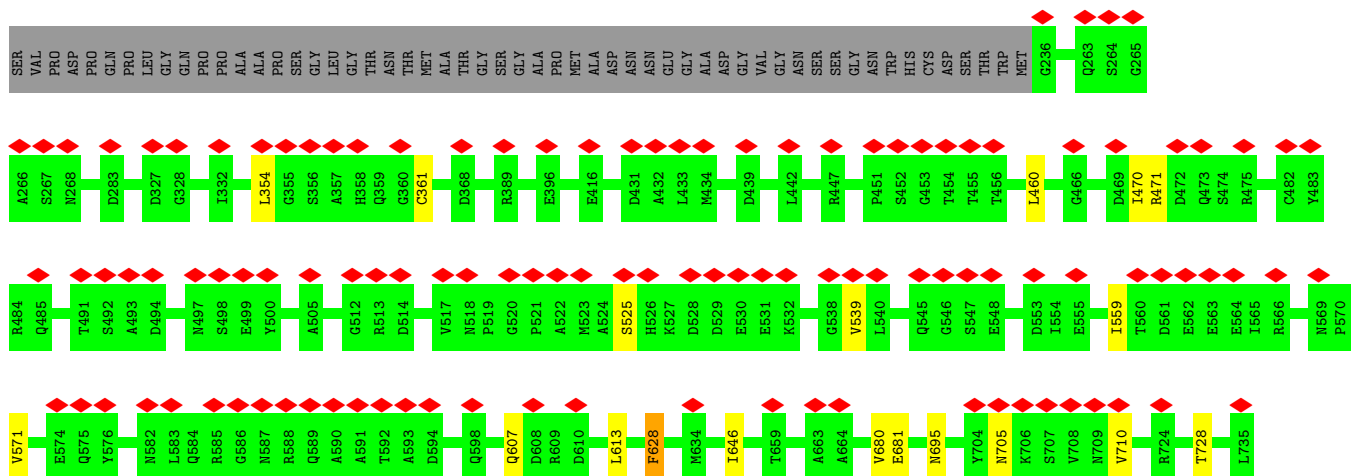 SER VAL PRO ASP PRO GLN PRO LEU GLY GLN PRO PRO ALA ALA PRO SER GLY LEU GLY THR ASN THR MET ALA THR GLY SER GLY ALA PRO MET ALA ASP ASN ASN GLU GLY ALA ASP GLY VAL GLY ASN SER SER GLY ASN TRP HIS CYS ASP SER THR TRP MET G236 Q263 S264 G265
A266 S267 N268 D283 D327 G328 I332 L354 G355 S356 A357 H358 Q359 G360 C361 D368 R389 E396 E416 D431 A432 L433 M434 D439 L442 R447 P451 S452 G453 T454 T455 T456 L460 G466 D469 I470 R471 D472 Q473 S474 R475 C482 Y483
R484 Q485 T491 S492 A493 D494 N497 S498 E499 Y500 A505 G512 R513 D514 V517 N518 P519 G520 P521 A522 M523 A524 S525 H526 K527 D528 D529 E530 E531 K532 G538 V539 L540 Q545 G546 S547 E548 D553 I554 E555 I559 T560 D561 E562 E563 E564 I565 R566 N569 P570
V571 E574 Q575 Y576 N582 L583 Q584 R585 G586 N587 R588 Q589 A590 A591 T592 A593 D594 Q598 Q607 D608 R609 D610 L613 F628 M634 I646 T659 A663 A664 V680 E681 N695 Y704 N705 K706 S707 V708 N709 V710 R724 T728 L735